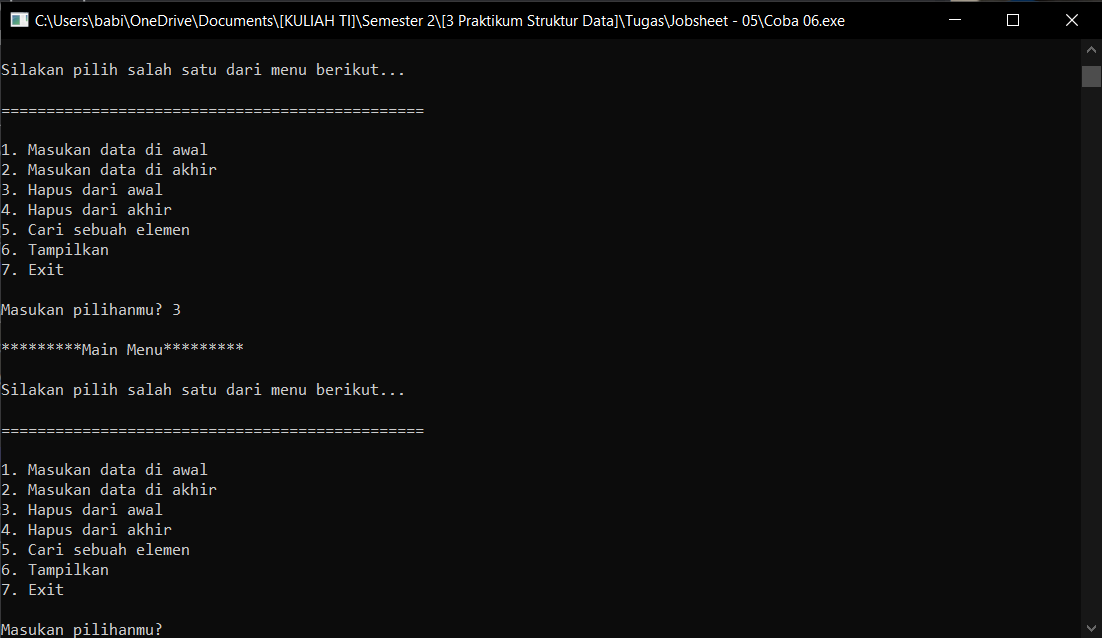 C:\Users\babi\OneDrive\Documents\[KULIAH TI]\Semester 2\[3 Praktikum Struktur Data]\Tugas\Jobsheet - 05\Coba 06.exe
Silakan pilih salah satu dari menu berikut...
===============================================
1. Masukan data di awal
2. Masukan data di akhir
3. Hapus dari awal
4. Hapus dari akhir
5. Cari sebuah elemen
6. Tampilkan
7. Exit
Masukan pilihanmu? 3
*********Main Menu*********
Silakan pilih salah satu dari menu berikut...
===============================================
1. Masukan data di awal
2. Masukan data di akhir
3. Hapus dari awal
4. Hapus dari akhir
5. Cari sebuah elemen
6. Tampilkan
7. Exit
Masukan pilihanmu?